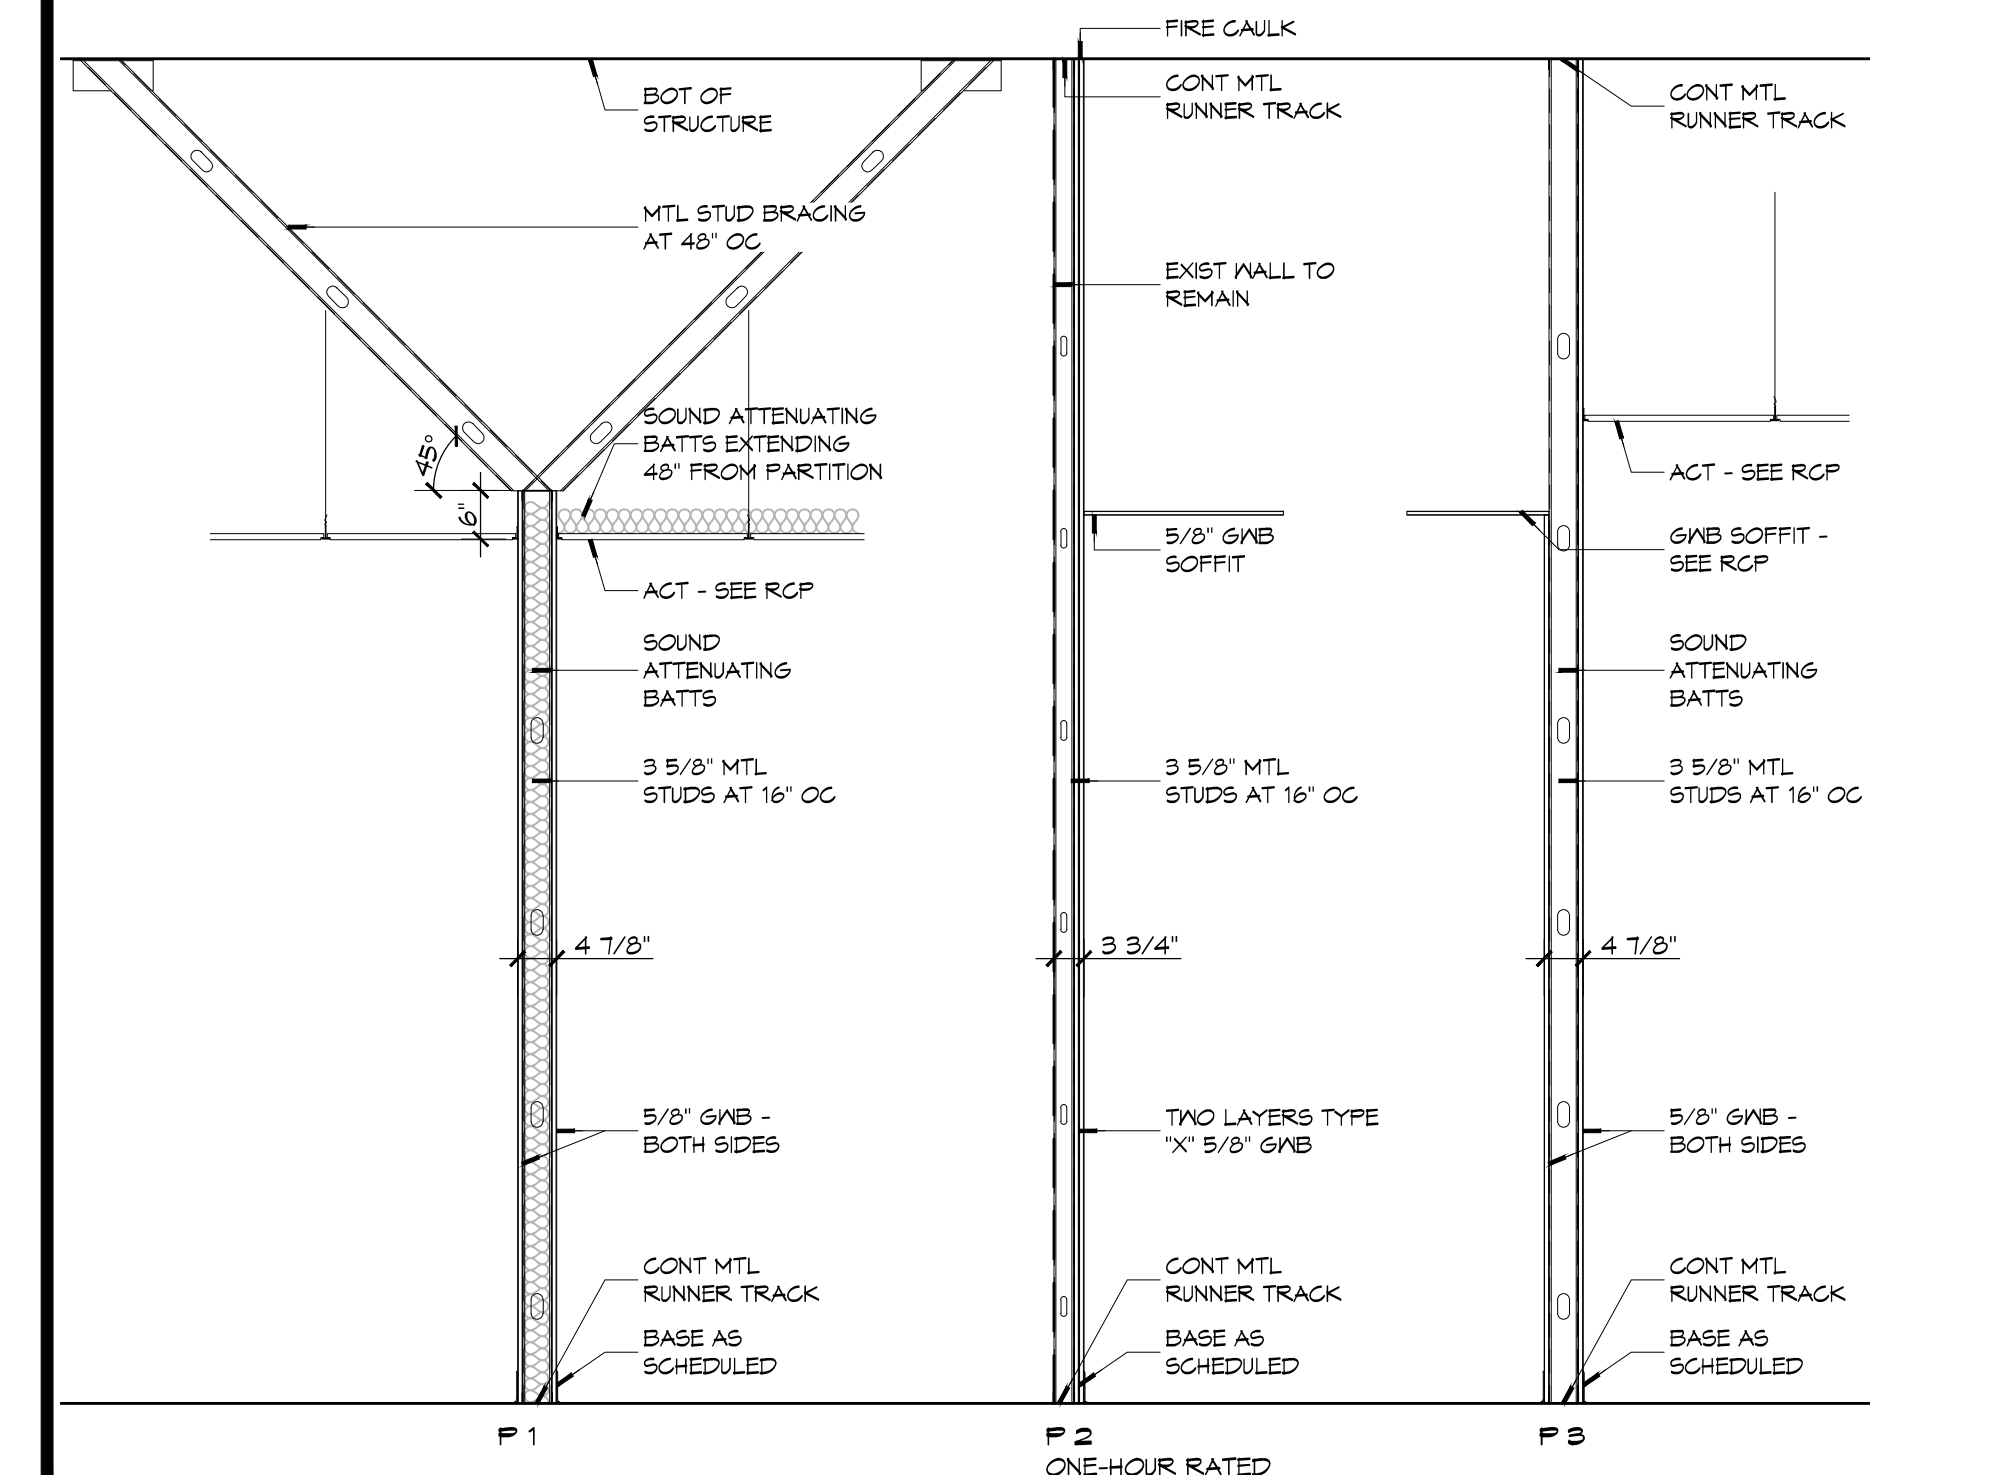 FIRE CAULK
BOT OF
STRUCTURE
CONT MTL
RUNNER TRACK
CONT MTL
RUNNER TRACK
MTL STUD BRACING
AT 48" OC
EXIST WALL TO
REMAIN
SOUND ATTENUATING
BATTS EXTENDING
48" FROM PARTITION
45°
6"
ACT - SEE RCP
5/8" GWB
SOFFIT
GWB SOFFIT -
SEE RCP
ACT - SEE RCP
SOUND
ATTENUATING
BATTS
SOUND
ATTENUATING
BATTS
3 5/8" MTL
STUDS AT 16" OC
3 5/8" MTL
STUDS AT 16" OC
3 5/8" MTL
STUDS AT 16" OC
4 7/8"
3 3/4"
4 7/8"
5/8" GWB -
BOTH SIDES
TWO LAYERS TYPE
"X" 5/8" GWB
5/8" GWB -
BOTH SIDES
CONT MTL
RUNNER TRACK
CONT MTL
RUNNER TRACK
CONT MTL
RUNNER TRACK
BASE AS
SCHEDULED
BASE AS
SCHEDULED
BASE AS
SCHEDULED
P1
P2
ONE-HOUR RATED
P3